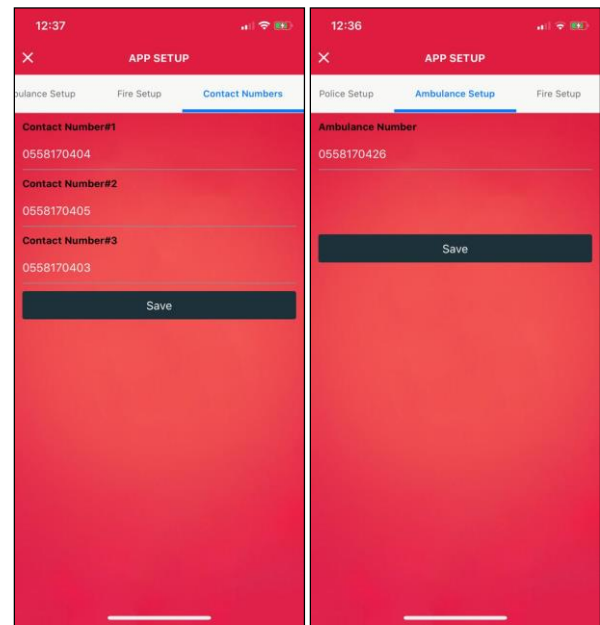 12:37
APP SETUP
bulance Setup Fire Setup Contact Numbers
Contact Number#1
0558170404
Contact Number#2
0558170405
Contact Number#3
0558170403
Save
12:36
APP SETUP
Police Setup Ambulance Setup Fire Setup
Ambulance Number
0558170426
Save